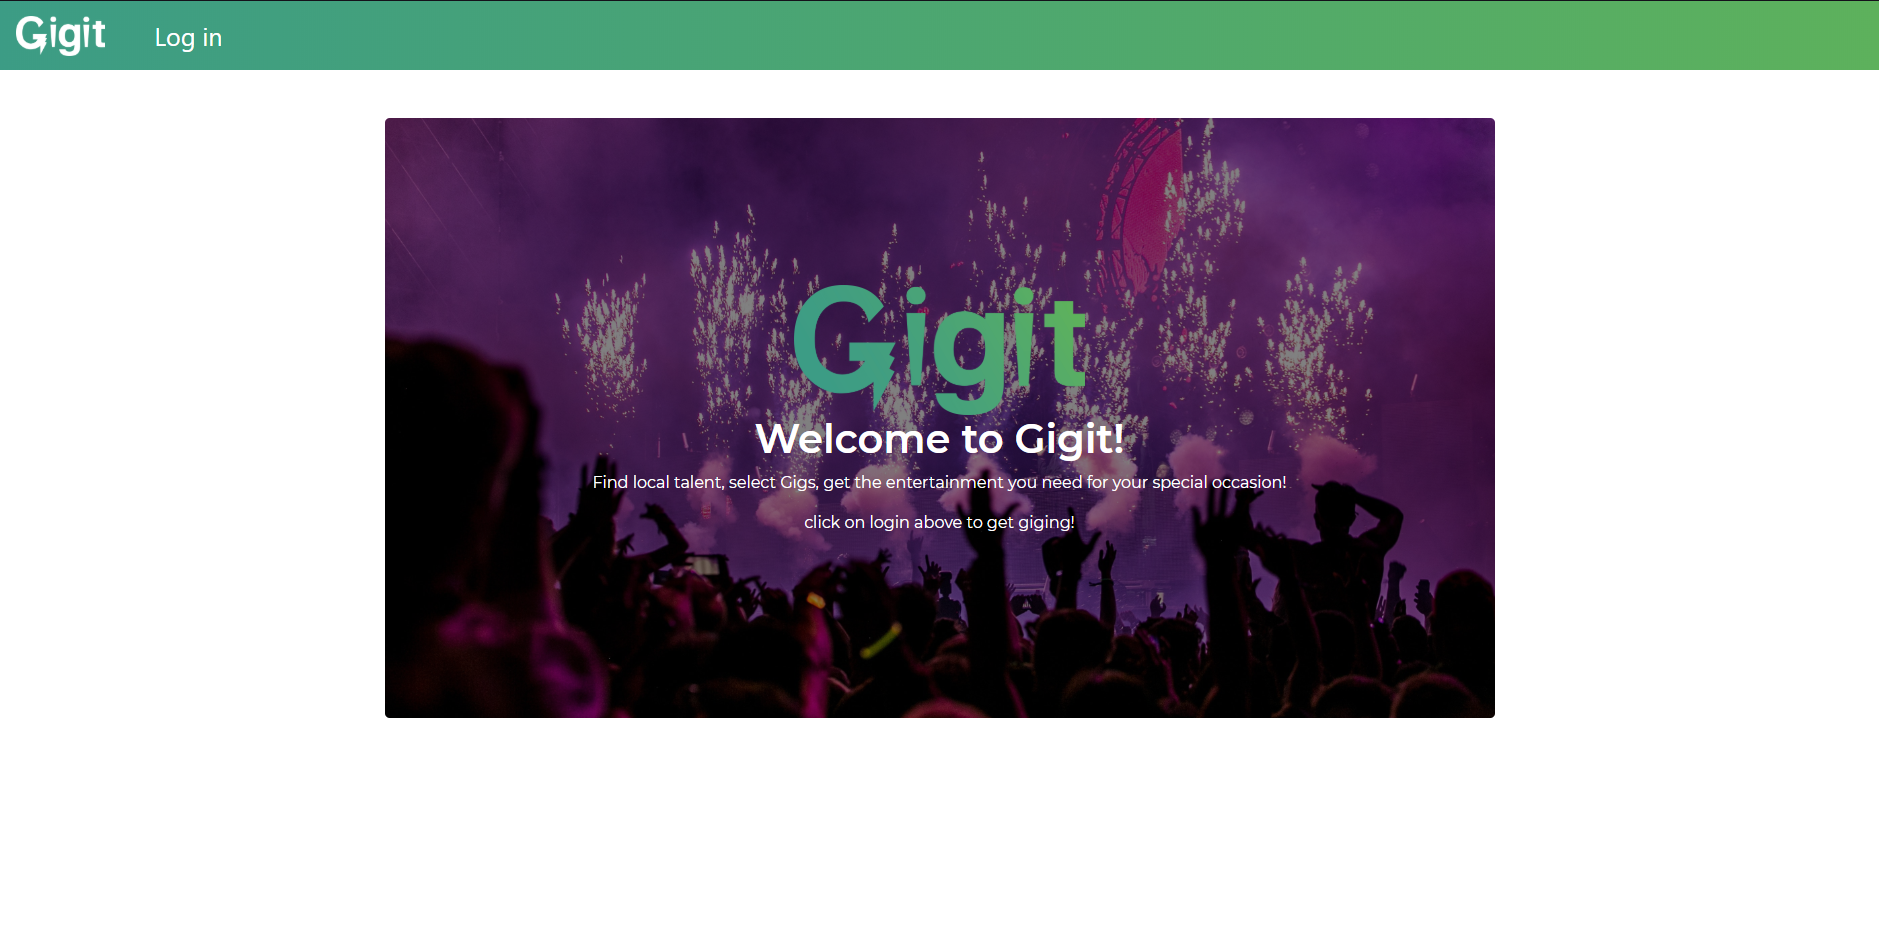 Gigit
Log in
Gigit
Welcome to Gigit!
Find local talent, select Gigs, get the entertainment you need for your special occasion!
click on login above to get giging!